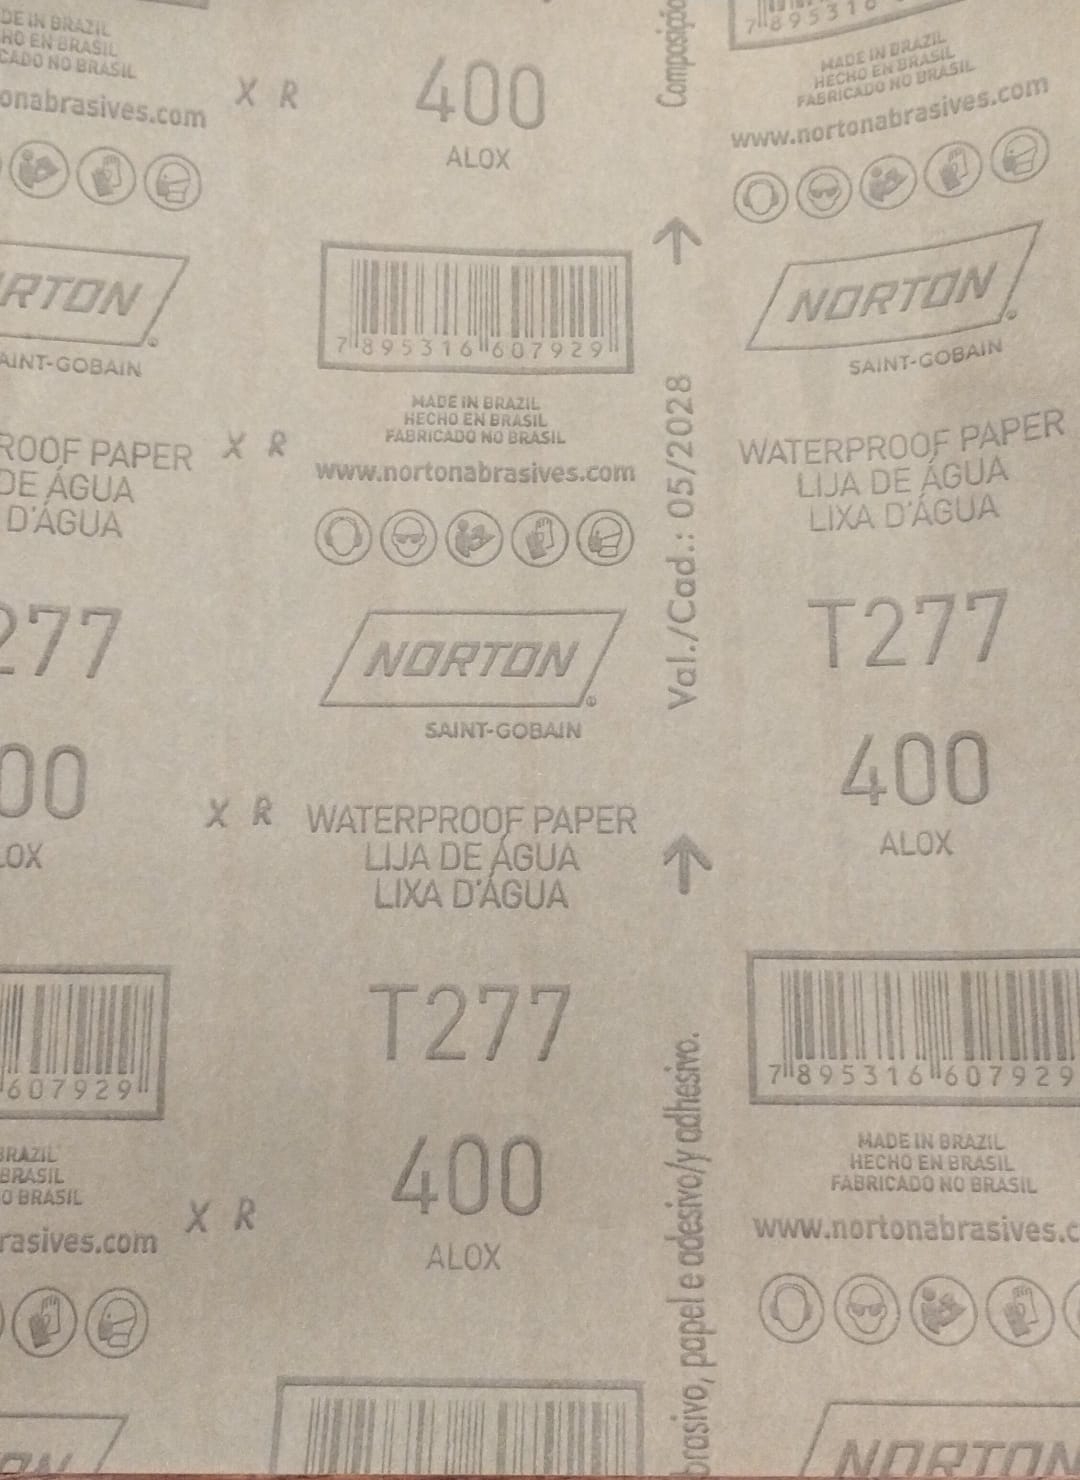 DE IN BRAZIL
HO EN BRASIL
CADO NO BRASIL
onabrasives.com
RTON
AINT-GOBAIN
ROOF PAPER
DE ÁGUA
D'ÁGUA
277
00
LOX
607929
BRAZIL
BRASIL
O BRASIL
rasives.com
X R
X R
X R
X R
400
ALOX
7 895316 607929
MADE IN BRAZIL
HECHO EN BRASIL
FABRICADO NO BRASIL
www.nortonabrasives.com
NORTON
SAINT-GOBAIN
WATERPROOF PAPER
LIJA DE ÁGUA
LIXA D'ÁGUA
T277
400
ALOX
Composição
Val./Cad.: 05/2028
brasivo, papel e adesivo/y adhesivo.
7 895316
MADE IN BRAZIL
HECHO EN BRASIL
FABRICADO NO BRASIL
www.nortonabrasives.com
NORTON
SAINT-GOBAIN
WATERPROOF PAPER
LIJA DE ÁGUA
LIXA D'ÁGUA
T277
400
ALOX
7 895316 607929
MADE IN BRAZIL
HECHO EN BRASIL
FABRICADO NO BRASIL
www.nortonabrasives.c
NORTON